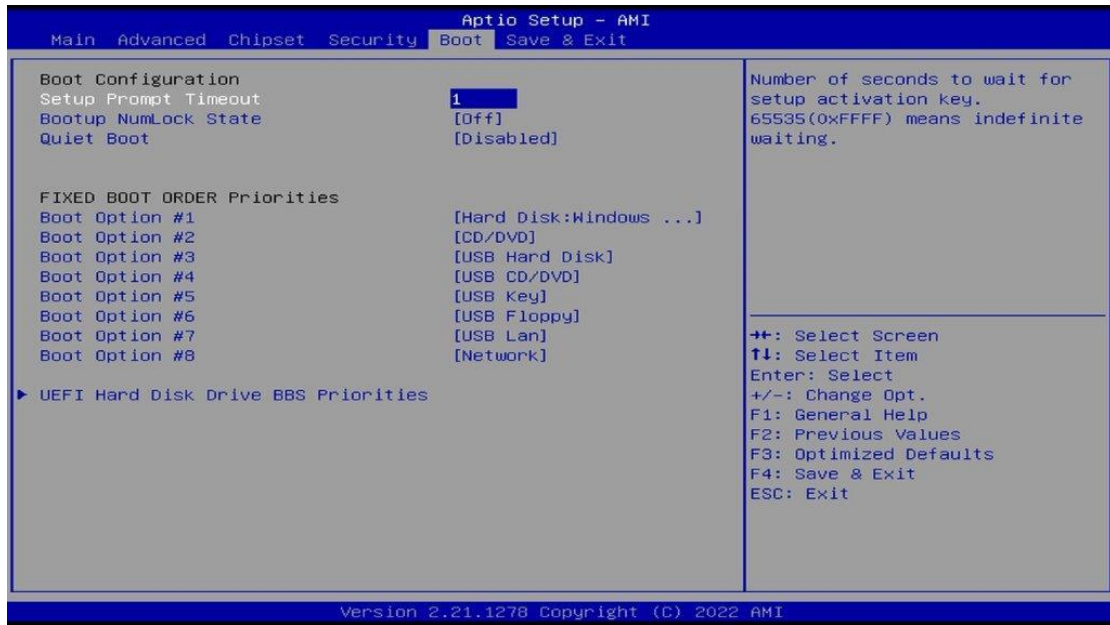 Aptio Setup - AMI
Main Advanced Chipset Security Boot Save & Exit
Boot Configuration
Setup Prompt Timeout 1
Bootup NumLock State [Off]
Quiet Boot [Disabled]
FIXED BOOT ORDER Priorities
Boot Option #1 [Hard Disk:Windows ...]
Boot Option #2 [CD/DVD]
Boot Option #3 [USB Hard Disk]
Boot Option #4 [USB CD/DVD]
Boot Option #5 [USB Key]
Boot Option #6 [USB Floppy]
Boot Option #7 [USB Lan]
Boot Option #8 [Network]
▶ UEFI Hard Disk Drive BBS Priorities
Number of seconds to wait for
setup activation key.
65535(0xFFFF) means indefinite
waiting.
→←: Select Screen
↑↓: Select Item
Enter: Select
+/-: Change Opt.
F1: General Help
F2: Previous Values
F3: Optimized Defaults
F4: Save & Exit
ESC: Exit
Version 2.21.1278 Copyright (C) 2022 AMI